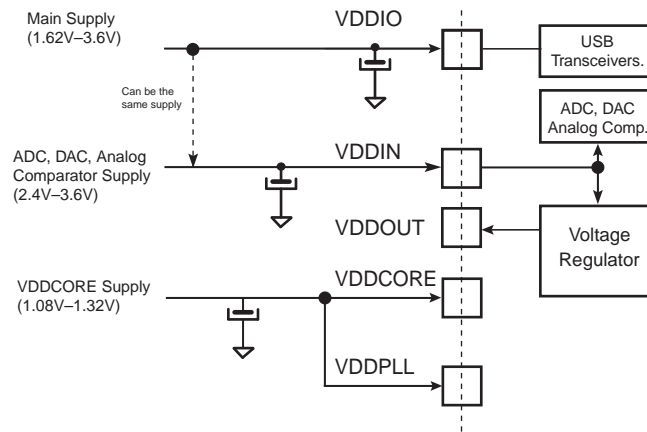 Main Supply
(1.62V–3.6V)
VDDIO
USB
Transceivers.
Can be the
same supply
ADC, DAC
Analog Comp.
ADC, DAC, Analog
Comparator Supply
(2.4V–3.6V)
VDDIN
VDDOUT
Voltage
Regulator
VDDCORE Supply
(1.08V–1.32V)
VDDCORE
VDDPLL